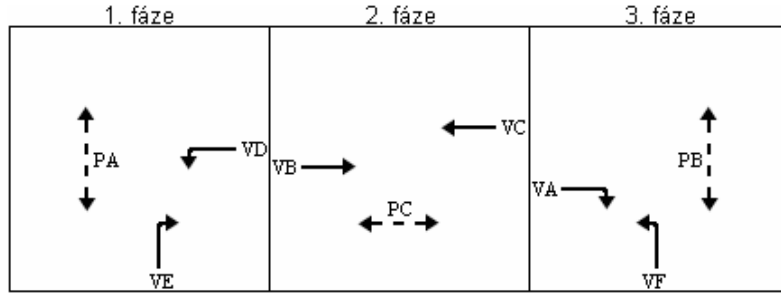 1. fáze 2. fáze 3. fáze
VC
VD
PA PB
VB
VA
PC
VE VF